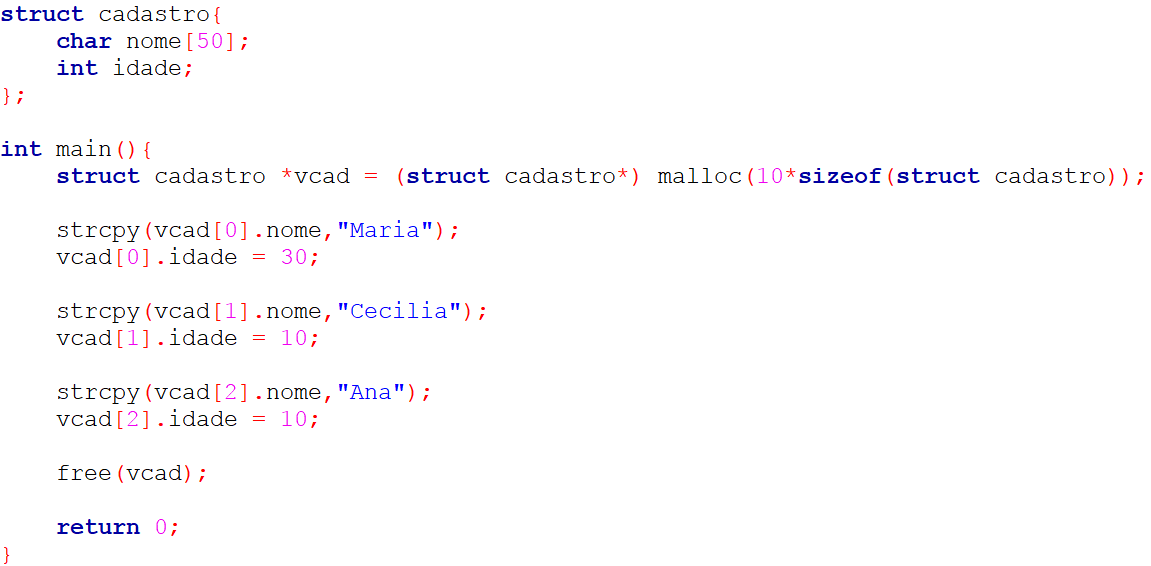 struct cadastro{
    char nome[50];
    int idade;
};

int main(){
    struct cadastro *vcad = (struct cadastro*) malloc(10*sizeof(struct cadastro));

    strcpy(vcad[0].nome,"Maria");
    vcad[0].idade = 30;

    strcpy(vcad[1].nome,"Cecilia");
    vcad[1].idade = 10;

    strcpy(vcad[2].nome,"Ana");
    vcad[2].idade = 10;

    free(vcad);

    return 0;
}